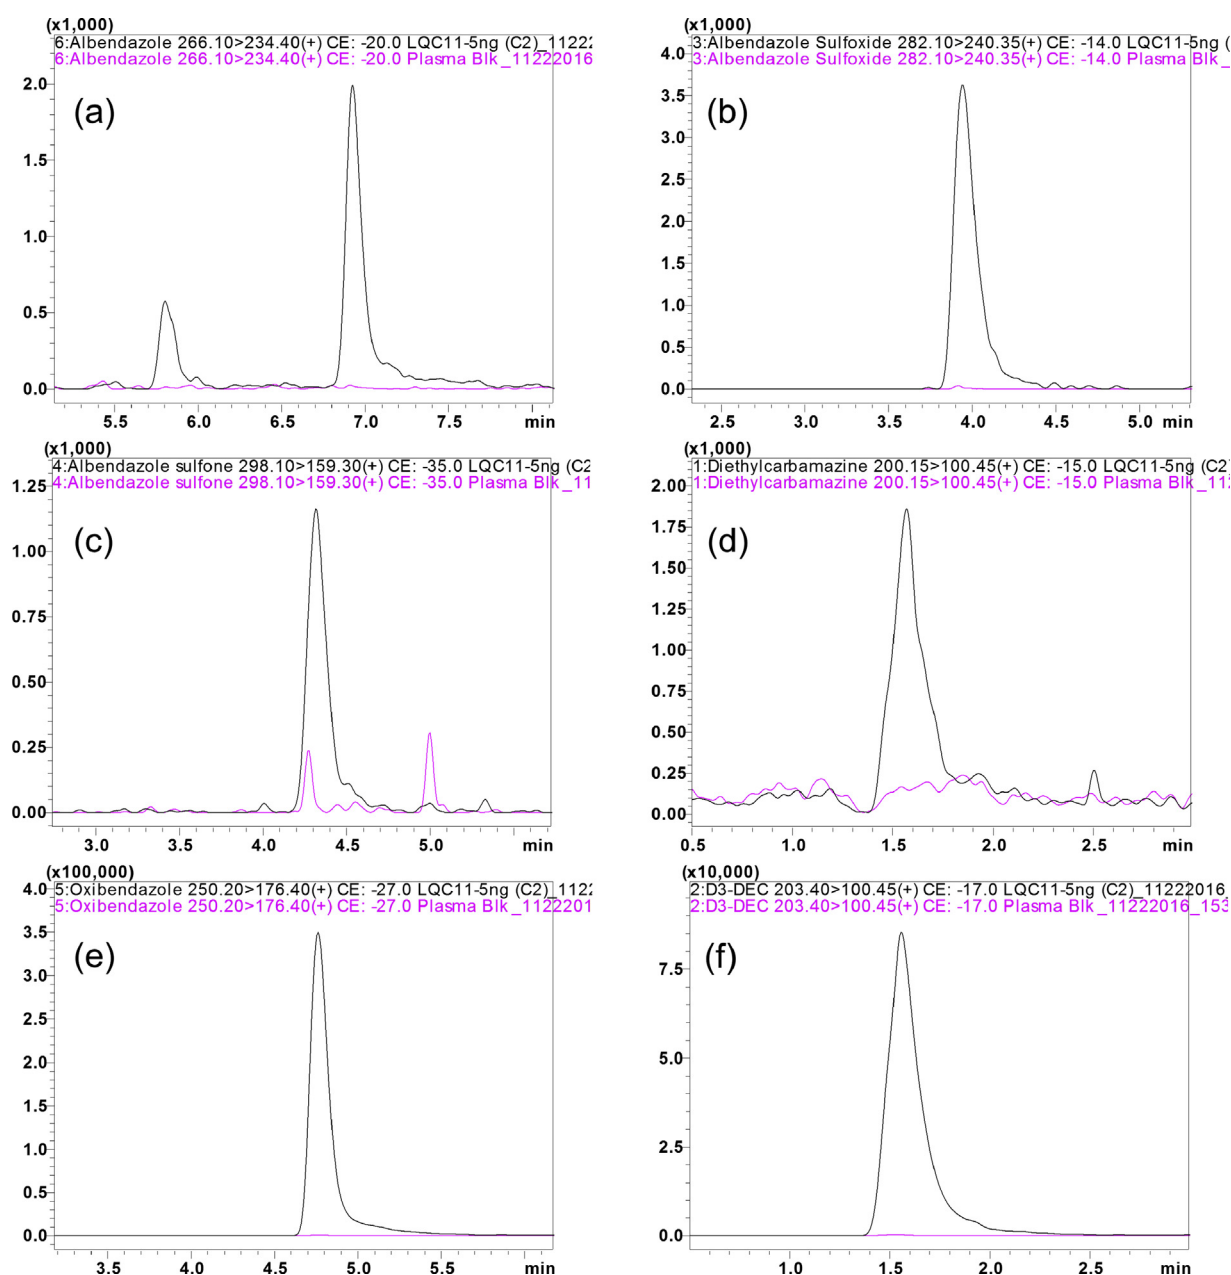 (x1,000)
6:Albendazole 266.10>234.40(+) CE: -20.0 LQC11-5ng (C2)_11222
6:Albendazole 266.10>234.40(+) CE: -20.0 Plasma Blk_11222016
(a)
2.0
1.5
1.0
0.5
0.0
5.5 6.0 6.5 7.0 7.5 min
(x1,000)
3:Albendazole Sulfoxide 282.10>240.35(+) CE: -14.0 LQC11-5ng (
3:Albendazole Sulfoxide 282.10>240.35(+) CE: -14.0 Plasma Blk_
(b)
4.0
3.5
3.0
2.5
2.0
1.5
1.0
0.5
0.0
2.5 3.0 3.5 4.0 4.5 5.0 min
(x1,000)
4:Albendazole sulfone 298.10>159.30(+) CE: -35.0 LQC11-5ng (C2
4:Albendazole sulfone 298.10>159.30(+) CE: -35.0 Plasma Blk_11
(c)
1.25
1.00
0.75
0.50
0.25
0.00
3.0 3.5 4.0 4.5 5.0 min
(x1,000)
1:Diethylcarbamazine 200.15>100.45(+) CE: -15.0 LQC11-5ng (C2)
1:Diethylcarbamazine 200.15>100.45(+) CE: -15.0 Plasma Blk_112
(d)
2.00
1.75
1.50
1.25
1.00
0.75
0.50
0.25
0.00
0.5 1.0 1.5 2.0 2.5 min
(x100,000)
5:Oxibendazole 250.20>176.40(+) CE: -27.0 LQC11-5ng (C2)_1122
5:Oxibendazole 250.20>176.40(+) CE: -27.0 Plasma Blk_1122201
(e)
4.0
3.5
3.0
2.5
2.0
1.5
1.0
0.5
0.0
3.5 4.0 4.5 5.0 5.5 min
(x10,000)
2:D3-DEC 203.40>100.45(+) CE: -17.0 LQC11-5ng (C2)_11222016_
2:D3-DEC 203.40>100.45(+) CE: -17.0 Plasma Blk_11222016_153
(f)
7.5
5.0
2.5
0.0
1.0 1.5 2.0 2.5 min